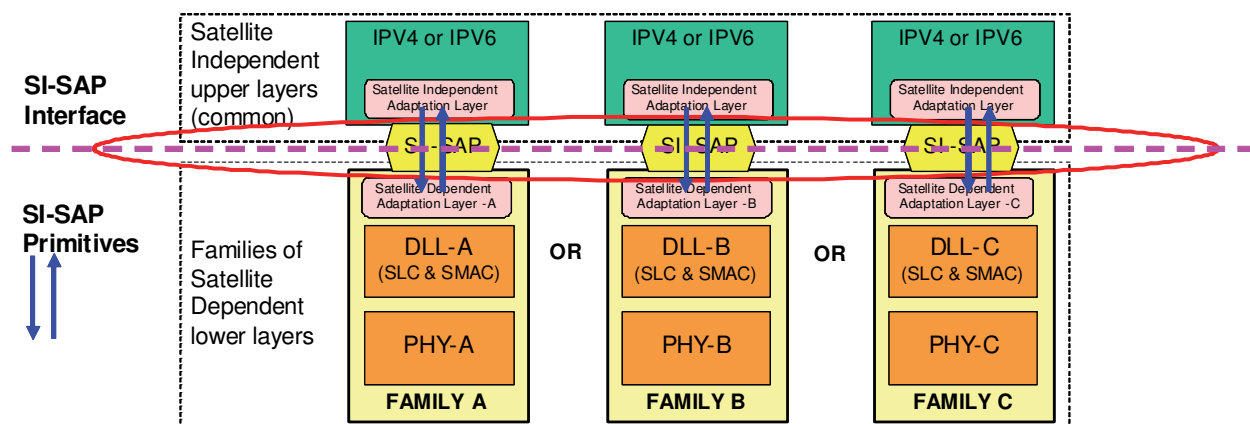 Satellite
Independent
upper layers
(common)
SI-SAP
Interface
IPV4 or IPV6
Satellite Independent
Adaptation Layer
SI-SAP
IPV4 or IPV6
Satellite Independent
Adaptation Layer
SI-SAP
IPV4 or IPV6
Satellite Independent
Adaptation Layer
SI-SAP
SI-SAP
Primitives
Families of
Satellite
Dependent
lower layers
Satellite Dependent
Adaptation Layer -A
DLL-A
(SLC & SMAC)
PHY-A
FAMILY A
OR
Satellite Dependent
Adaptation Layer -B
DLL-B
(SLC & SMAC)
PHY-B
FAMILY B
OR
Satellite Dependent
Adaptation Layer -C
DLL-C
(SLC & SMAC)
PHY-C
FAMILY C